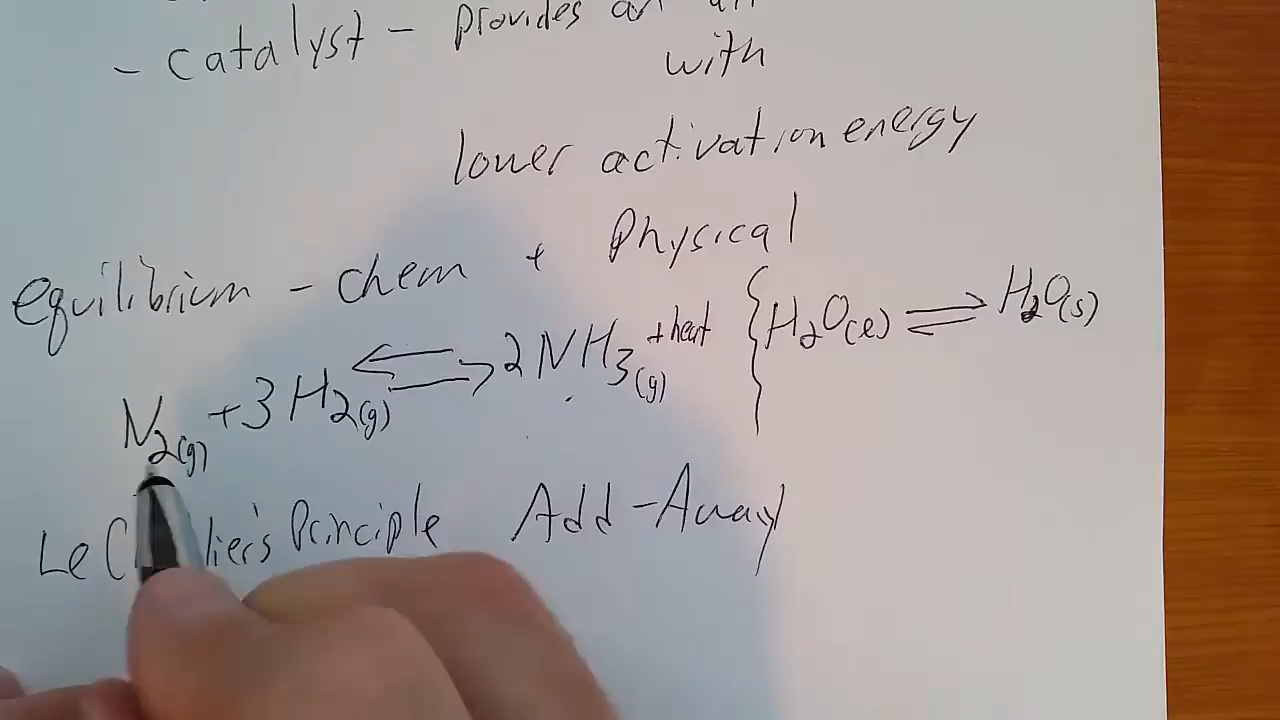 - catalyst - provides an
with
lower activation energy
equilibrium - chem + Physical
N2(g) + 3H2(g) ⇌ 2NH3(g) + heat { H2O(l) ⇌ H2O(s)
Le Principle Add-Away